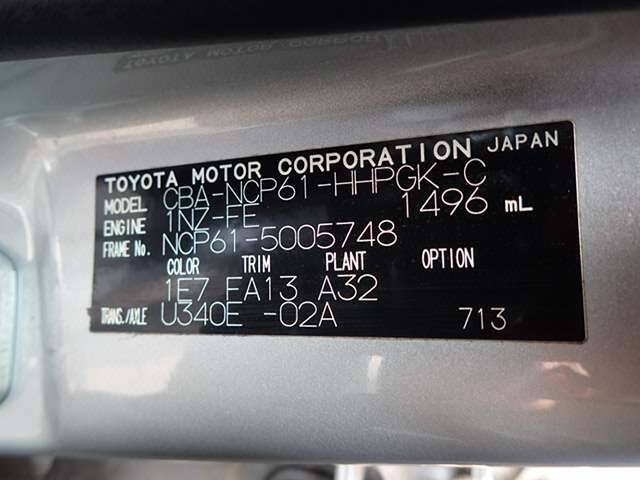 TOYOTA MOTOR CORPORATION JAPAN
MODEL CBA-NCP61-HHPGK-C
ENGINE 1NZ-FE 1496 mL
FRAME No. NCP61-5005748
COLOR TRIM PLANT OPTION
1E7 FA13 A32
TRANS./AXLE U340E -02A 713